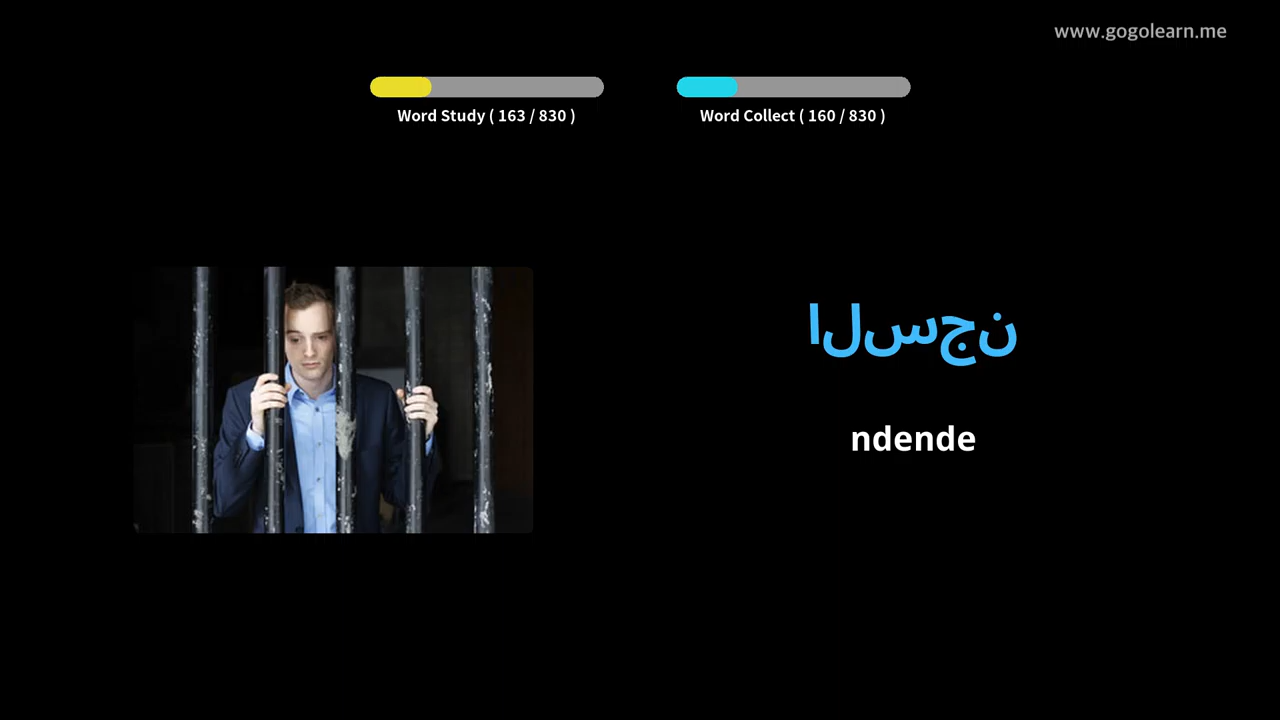 www.gogolearn.me
Word Study ( 163 / 830 )
Word Collect ( 160 / 830 )
السجن
ndende